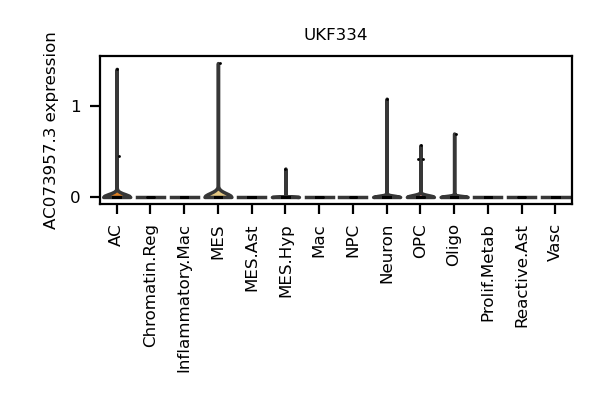 UKF334
AC073957.3 expression
1
0
AC
Chromatin.Reg
Inflammatory.Mac
MES
MES.Ast
MES.Hyp
Mac
NPC
Neuron
OPC
Oligo
Prolif.Metab
Reactive.Ast
Vasc